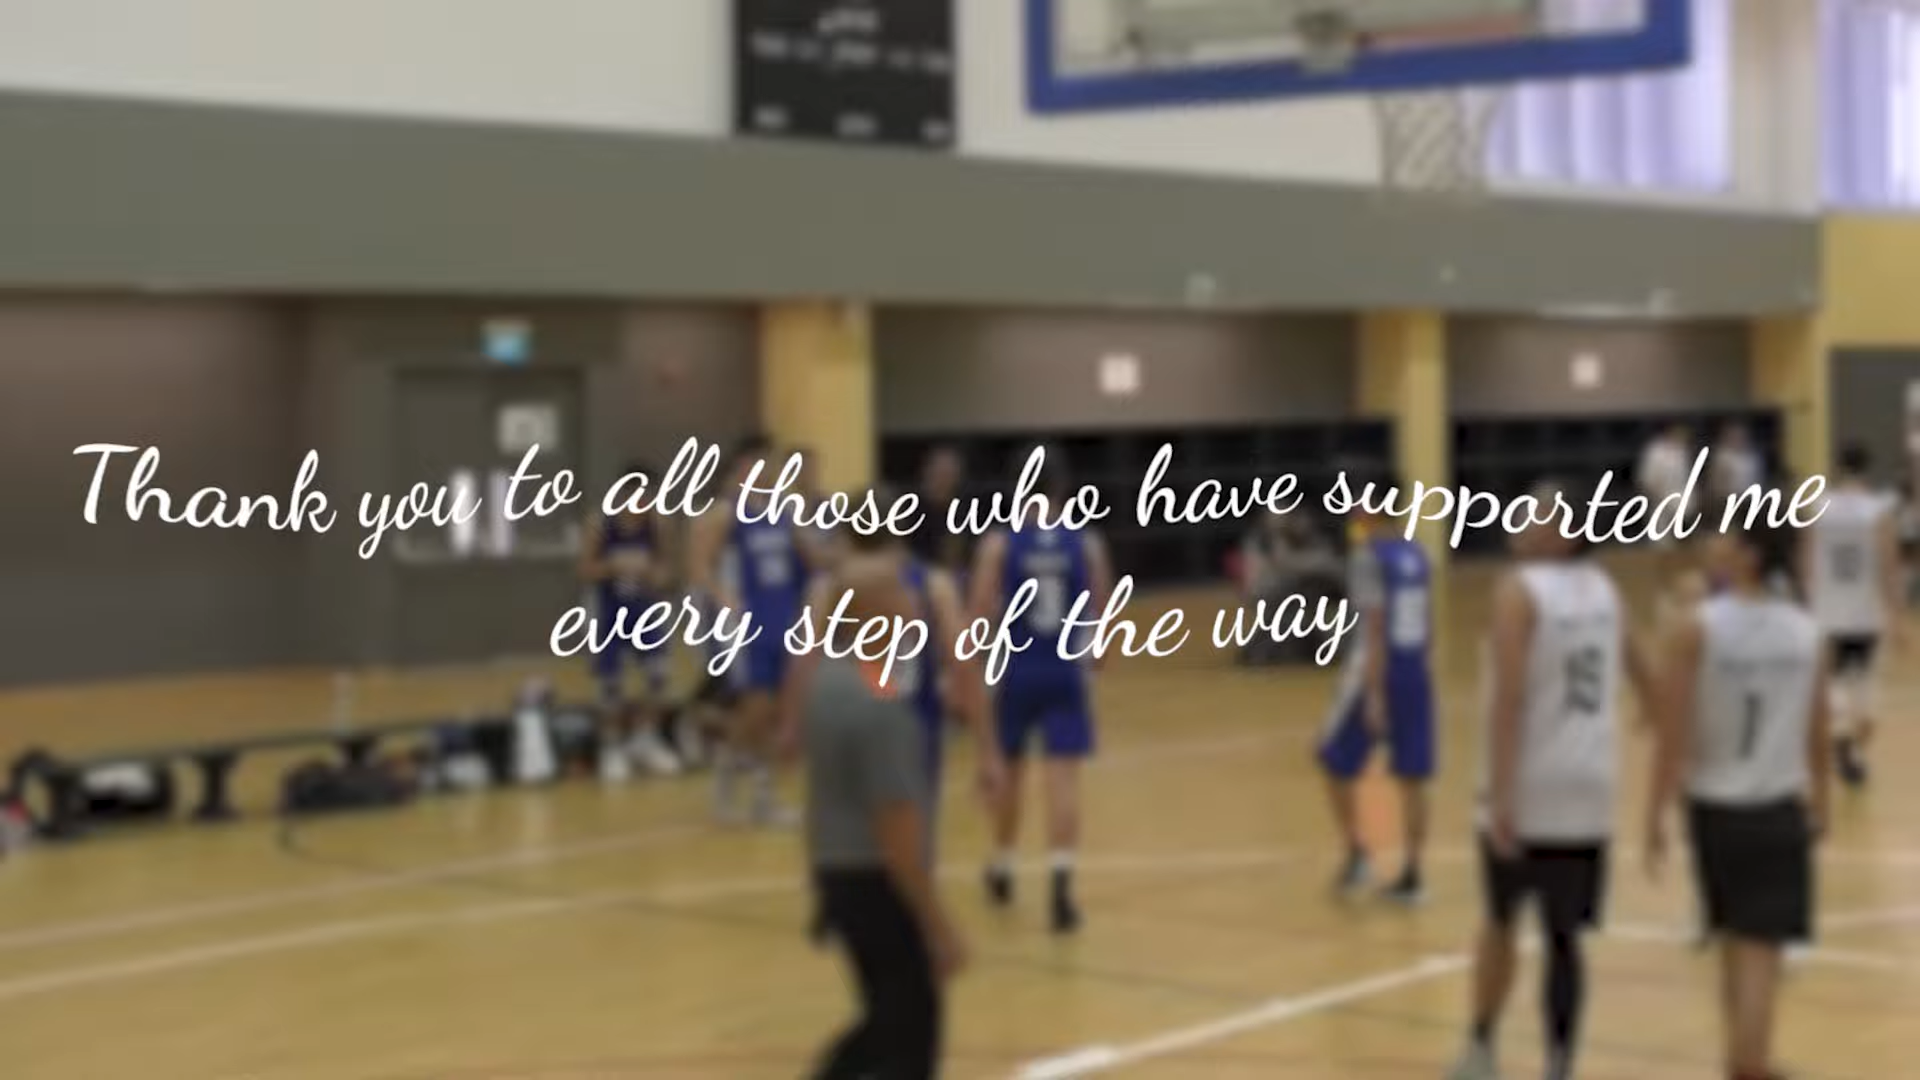 Thank you to all those who have supported me
every step of the way